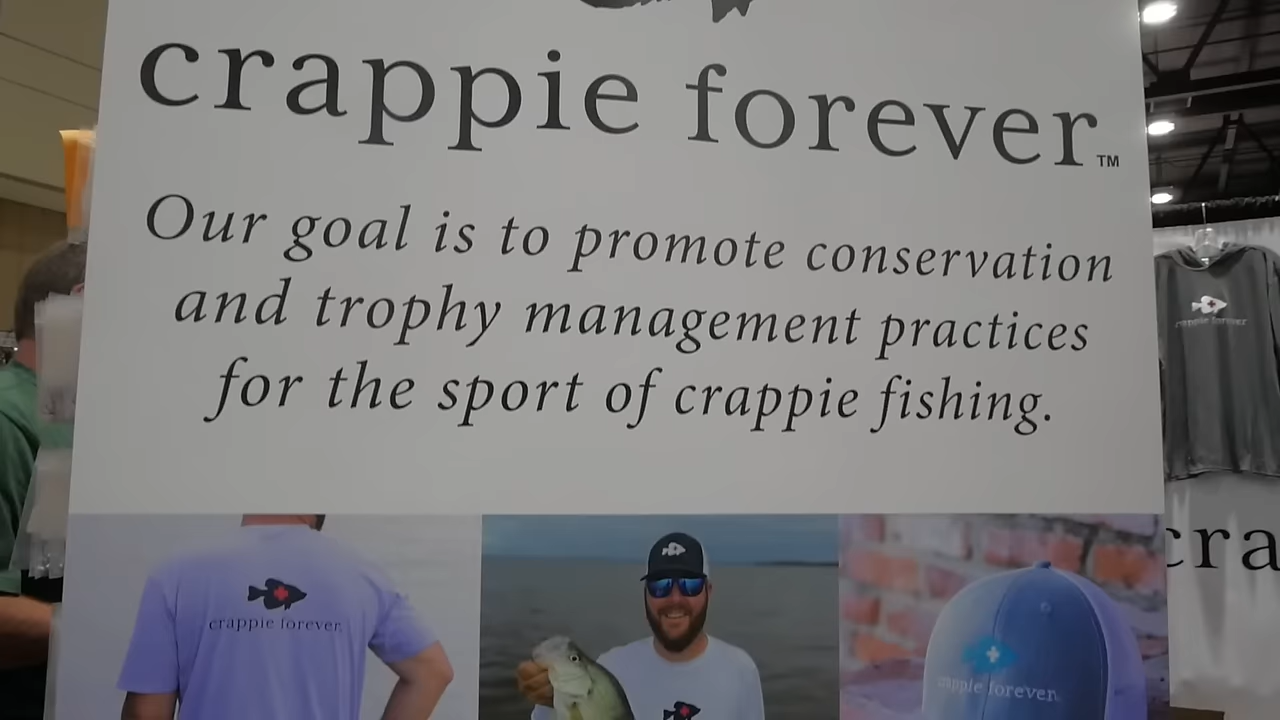 crappie forever™
Our goal is to promote conservation
and trophy management practices
for the sport of crappie fishing.
crappie forever
crappie forever.
crappie forever.
cra